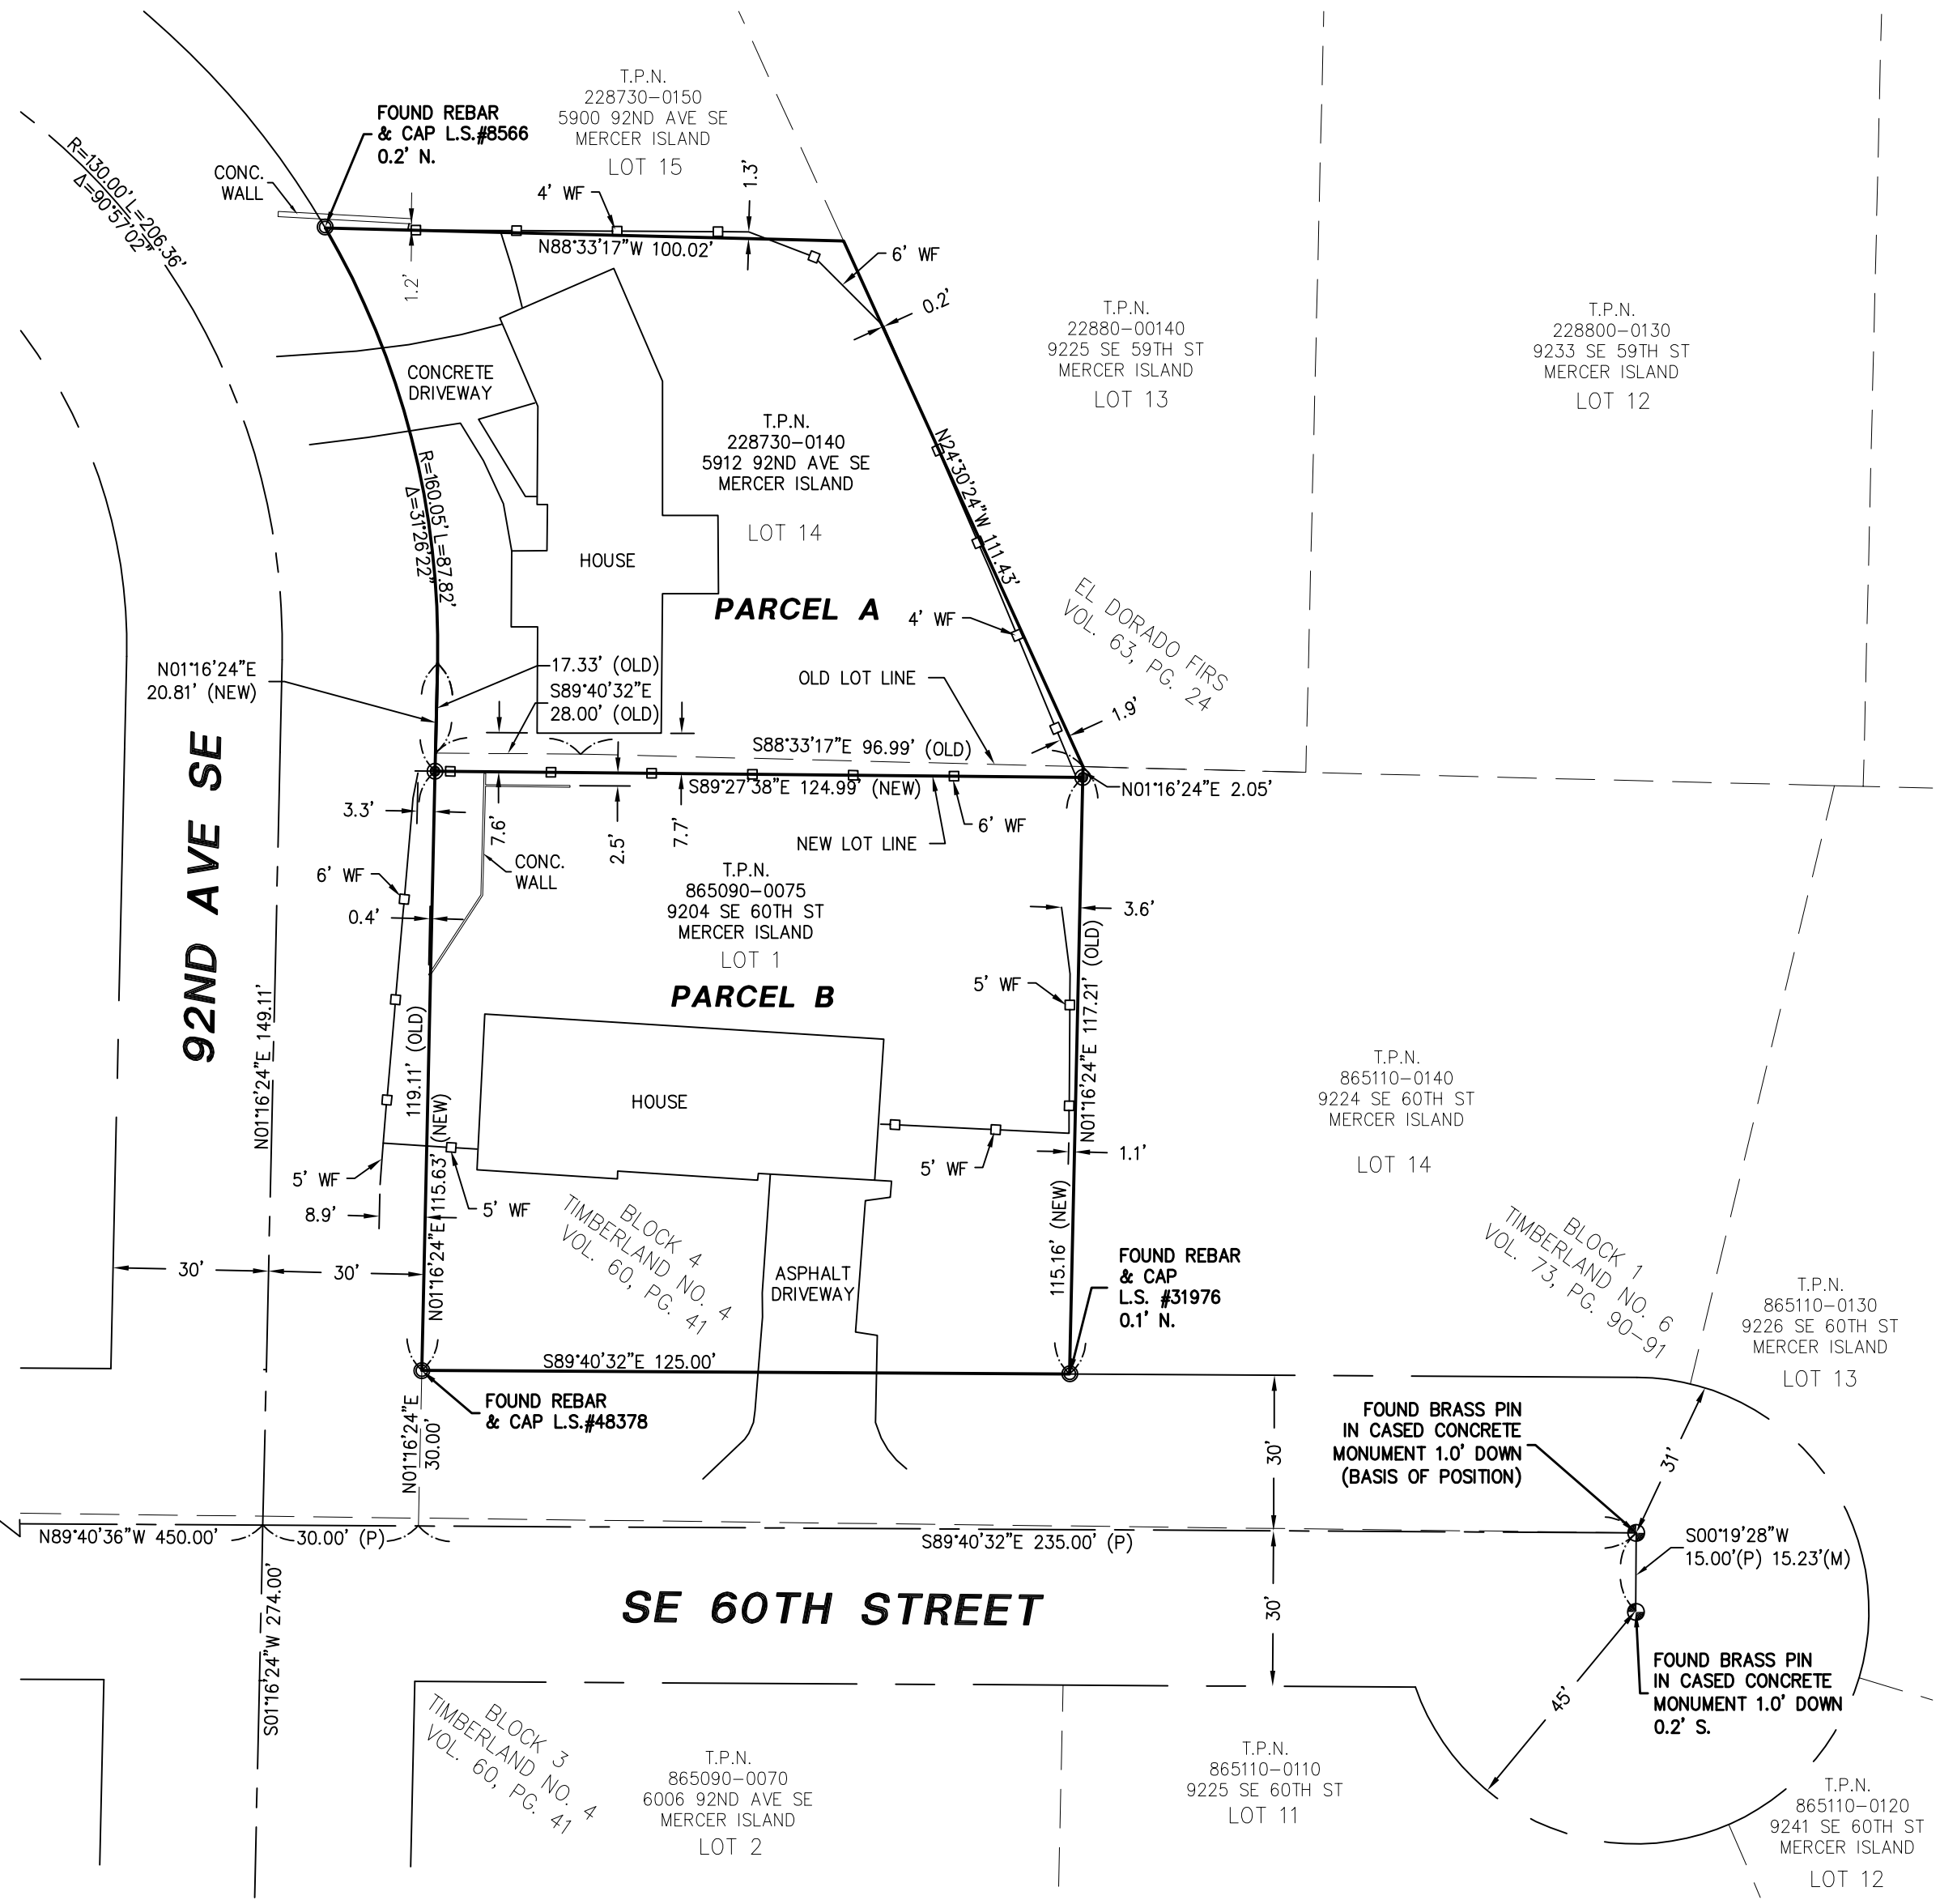 T.P.N.
228730-0150
5900 92ND AVE SE
MERCER ISLAND
LOT 15
FOUND REBAR
& CAP L.S.#8566
0.2' N.
CONC.
WALL
R=130.00' L=206.36'
Δ=90°57'02"
4' WF
1.3'
N88°33'17"W 100.02'
6' WF
1.2'
0.2'
T.P.N.
22880-00140
9225 SE 59TH ST
MERCER ISLAND
LOT 13
T.P.N.
228800-0130
9233 SE 59TH ST
MERCER ISLAND
LOT 12
CONCRETE
DRIVEWAY
T.P.N.
228730-0140
5912 92ND AVE SE
MERCER ISLAND
LOT 14
R=160.05' L=87.82'
Δ=31°26'22"
N24°30'24"W 111.43'
HOUSE
PARCEL A
4' WF
EL DORADO FIRS
VOL. 63, PG. 24
N01°16'24"E
20.81' (NEW)
17.33' (OLD)
S89°40'32"E
28.00' (OLD)
OLD LOT LINE
1.9'
S88°33'17"E 96.99' (OLD)
S89°27'38"E 124.99' (NEW)
N01°16'24"E 2.05'
3.3'
7.6'
2.5'
7.7'
6' WF
NEW LOT LINE
CONC.
WALL
6' WF
0.4'
T.P.N.
865090-0075
9204 SE 60TH ST
MERCER ISLAND
LOT 1
PARCEL B
3.6'
5' WF
92ND AVE SE
N01°16'24"E 149.11'
119.11' (OLD)
N01°16'24"E 115.63' (NEW)
N01°16'24"E 117.21' (OLD)
115.16' (NEW)
HOUSE
T.P.N.
865110-0140
9224 SE 60TH ST
MERCER ISLAND
LOT 14
5' WF
5' WF
5' WF
1.1'
8.9'
BLOCK 4
TIMBERLAND NO. 4
VOL. 60, PG. 41
BLOCK 1
TIMBERLAND NO. 6
VOL. 73, PG. 90-91
30'
30'
ASPHALT
DRIVEWAY
FOUND REBAR
& CAP
L.S. #31976
0.1' N.
T.P.N.
865110-0130
9226 SE 60TH ST
MERCER ISLAND
LOT 13
S89°40'32"E 125.00'
FOUND REBAR
& CAP L.S.#48378
N01°16'24"E
30.00'
FOUND BRASS PIN
IN CASED CONCRETE
MONUMENT 1.0' DOWN
(BASIS OF POSITION)
30'
31'
N89°40'36"W 450.00'
30.00' (P)
S89°40'32"E 235.00' (P)
S00°19'28"W
15.00'(P) 15.23'(M)
S01°16'24"W 274.00'
SE 60TH STREET
30'
45'
FOUND BRASS PIN
IN CASED CONCRETE
MONUMENT 1.0' DOWN
0.2' S.
BLOCK 3
TIMBERLAND NO. 4
VOL. 60, PG. 41
T.P.N.
865090-0070
6006 92ND AVE SE
MERCER ISLAND
LOT 2
T.P.N.
865110-0110
9225 SE 60TH ST
LOT 11
T.P.N.
865110-0120
9241 SE 60TH ST
MERCER ISLAND
LOT 12